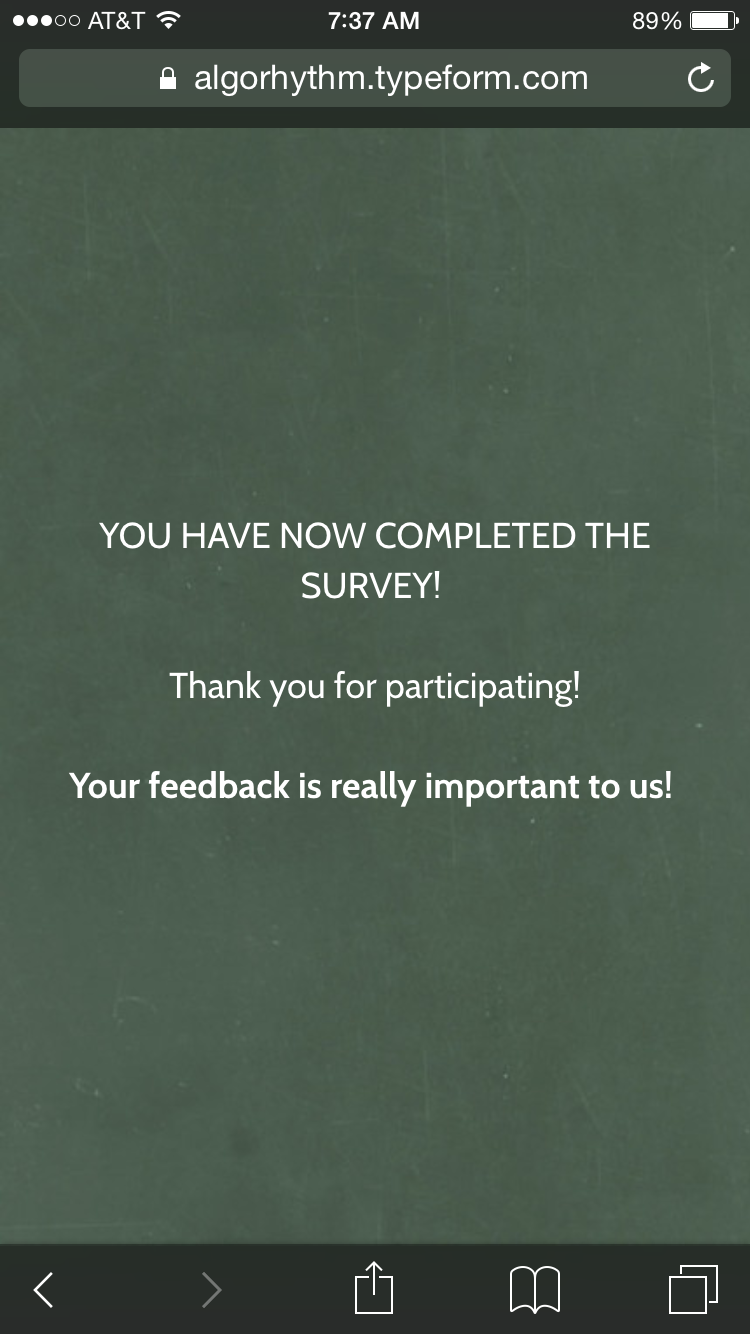 AT&T 7:37 AM 89%
algorhythm.typeform.com
YOU HAVE NOW COMPLETED THE
SURVEY!
Thank you for participating!
Your feedback is really important to us!